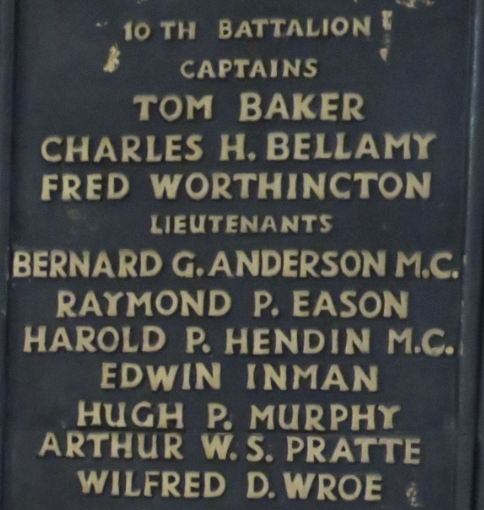 10 TH BATTALION
CAPTAINS
TOM BAKER
CHARLES H. BELLAMY
FRED WORTHINGTON
LIEUTENANTS
BERNARD G. ANDERSON M.C.
RAYMOND P. EASON
HAROLD P. HENDIN M.C.
EDWIN INMAN
HUGH P. MURPHY
ARTHUR W. S. PRATTE
WILFRED D. WROE